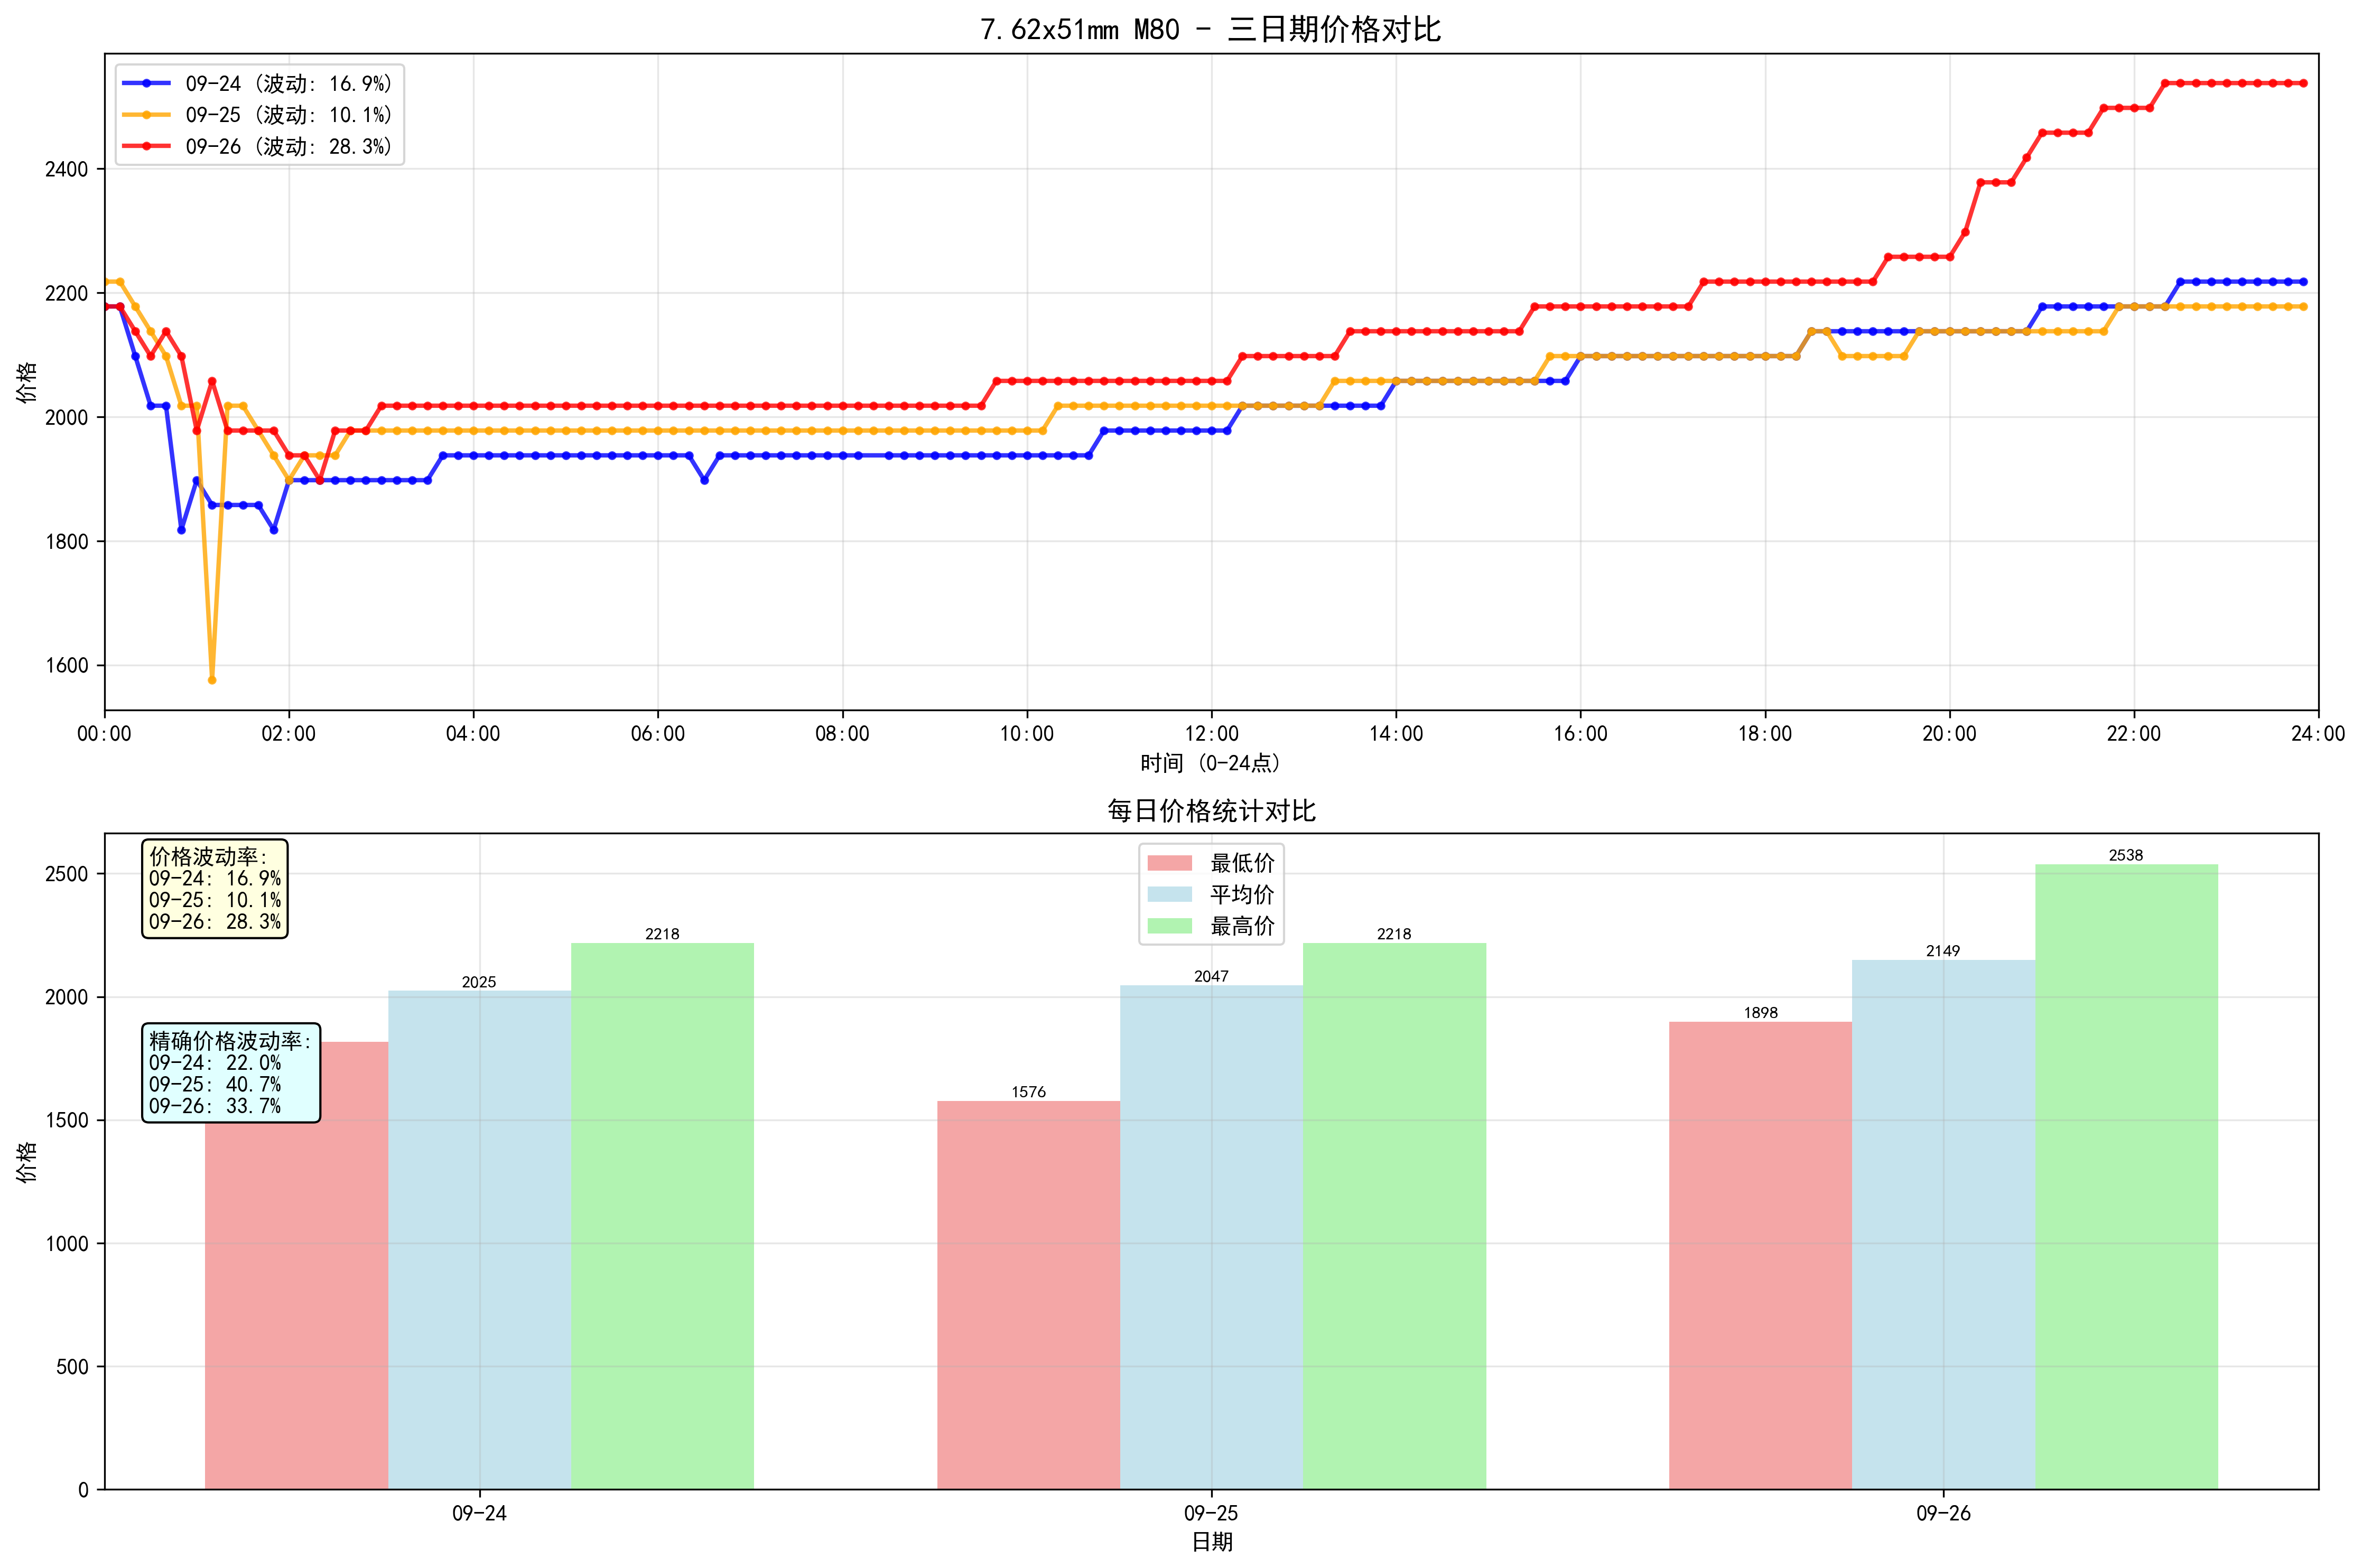 7.62x51mm M80 - 三日期价格对比
09-24 (波动: 16.9%)
09-25 (波动: 10.1%)
09-26 (波动: 28.3%)
价格
2400
2200
2000
1800
1600
00:00 02:00 04:00 06:00 08:00 10:00 12:00 14:00 16:00 18:00 20:00 22:00 24:00
时间 (0-24点)
每日价格统计对比
价格波动率:
09-24: 16.9%
09-25: 10.1%
09-26: 28.3%
精确价格波动率:
09-24: 22.0%
09-25: 40.7%
09-26: 33.7%
最低价
平均价
最高价
2025
2218
1576
2047
2218
1898
2149
2538
价格
2500
2000
1500
1000
500
0
09-24 09-25 09-26
日期